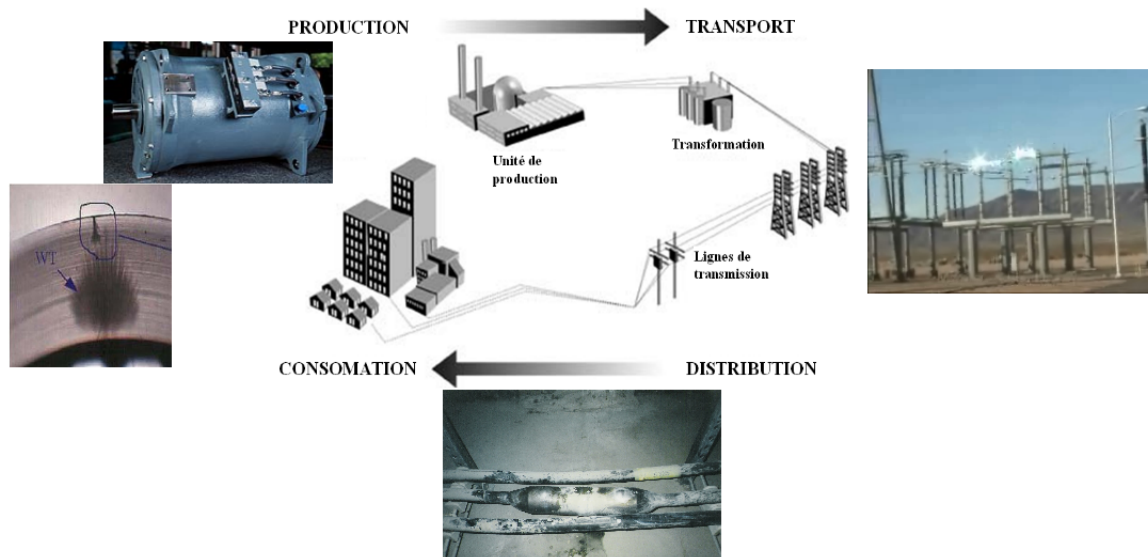 PRODUCTION
TRANSPORT
Unité de
production
Transformation
WT
Lignes de
transmission
CONSOMATION
DISTRIBUTION